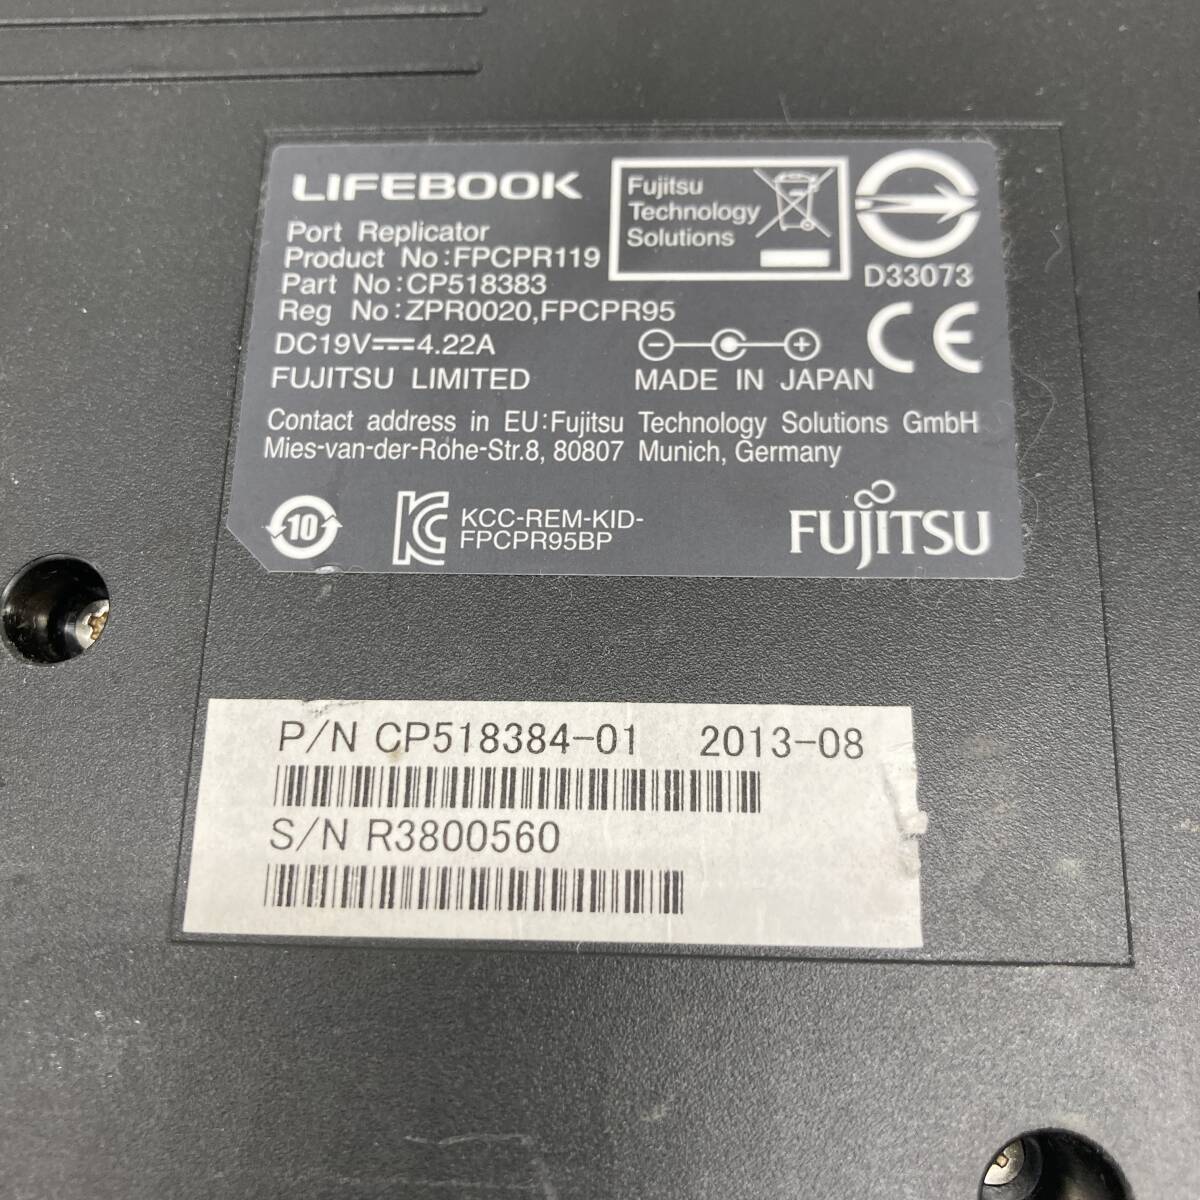 LIFEBOOK
Port Replicator
Product No:FPCPR119
Part No:CP518383
Reg No:ZPR0020,FPCPR95
DC19V⎓4.22A
FUJITSU LIMITED
Fujitsu
Technology
Solutions
D33073
CE
MADE IN JAPAN
Contact address in EU:Fujitsu Technology Solutions GmbH
Mies-van-der-Rohe-Str.8, 80807 Munich, Germany
10
KC
KCC-REM-KID-
FPCPR95BP
FUJITSU
P/N CP518384-01 2013-08
S/N R3800560